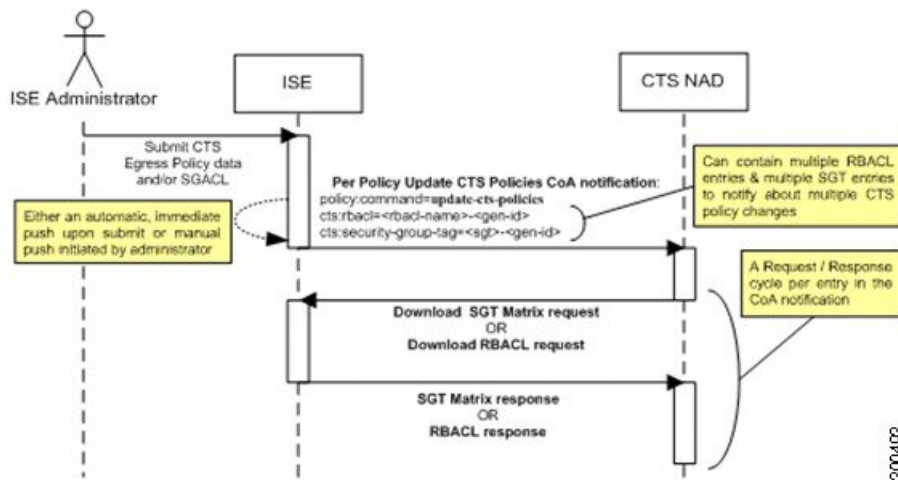 ISE Administrator
ISE
CTS NAD
Submit CTS
Egress Policy data
and/or SGACL
Per Policy Update CTS Policies CoA notification:
policy:command=update-cts-policies
cts:rbacl=<rbacl-name>-<gen-id>
cts:security-group-tag=<sgt>-<gen-id>
Can contain multiple RBACL
entries & multiple SGT entries
to notify about multiple CTS
policy changes
Either an automatic, immediate
push upon submit or manual
push initiated by administrator
A Request / Response
cycle per entry in the
CoA notification
Download SGT Matrix request
OR
Download RBACL request
SGT Matrix response
OR
RBACL response
300493